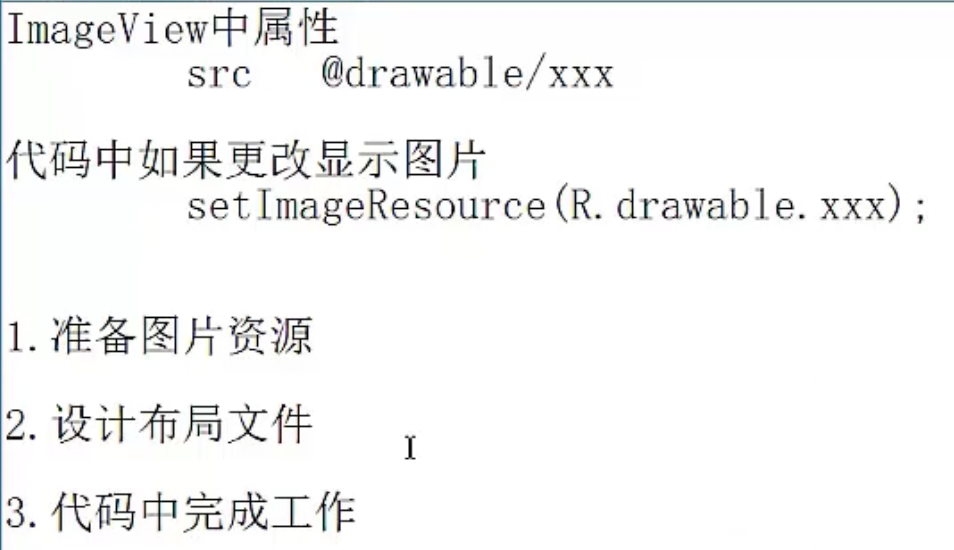 ImageView中属性
src @drawable/xxx
代码中如果更改显示图片
setImageResource(R.drawable.xxx);
1.准备图片资源
2.设计布局文件
3.代码中完成工作